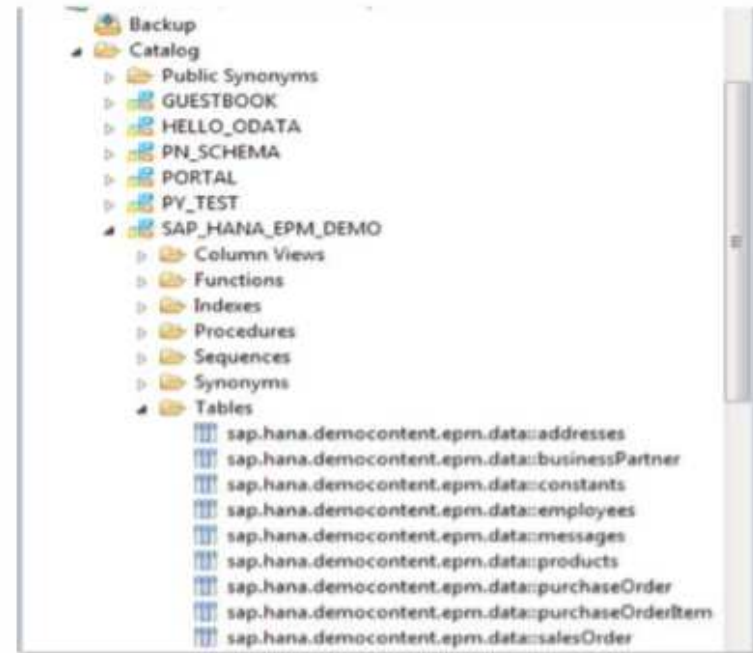 Backup
Catalog
Public Synonyms
GUESTBOOK
HELLO_ODATA
PN_SCHEMA
PORTAL
PY_TEST
SAP_HANA_EPM_DEMO
Column Views
Functions
Indexes
Procedures
Sequences
Synonyms
Tables
sap.hana.democontent.epm.data::addresses
sap.hana.democontent.epm.data::businessPartner
sap.hana.democontent.epm.data::constants
sap.hana.democontent.epm.data::employees
sap.hana.democontent.epm.data::messages
sap.hana.democontent.epm.data::products
sap.hana.democontent.epm.data::purchaseOrder
sap.hana.democontent.epm.data::purchaseOrderItem
sap.hana.democontent.epm.data::salesOrder